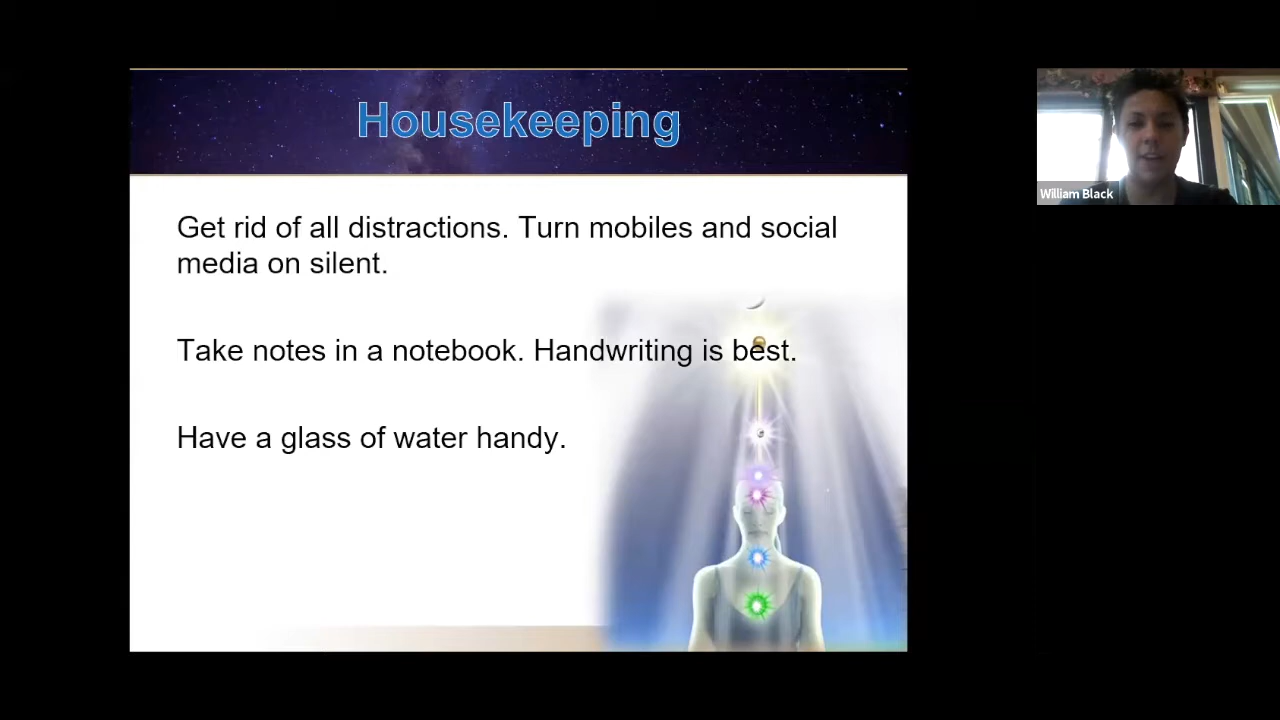 Housekeeping
Get rid of all distractions. Turn mobiles and social
media on silent.
Take notes in a notebook. Handwriting is best.
Have a glass of water handy.
William Black